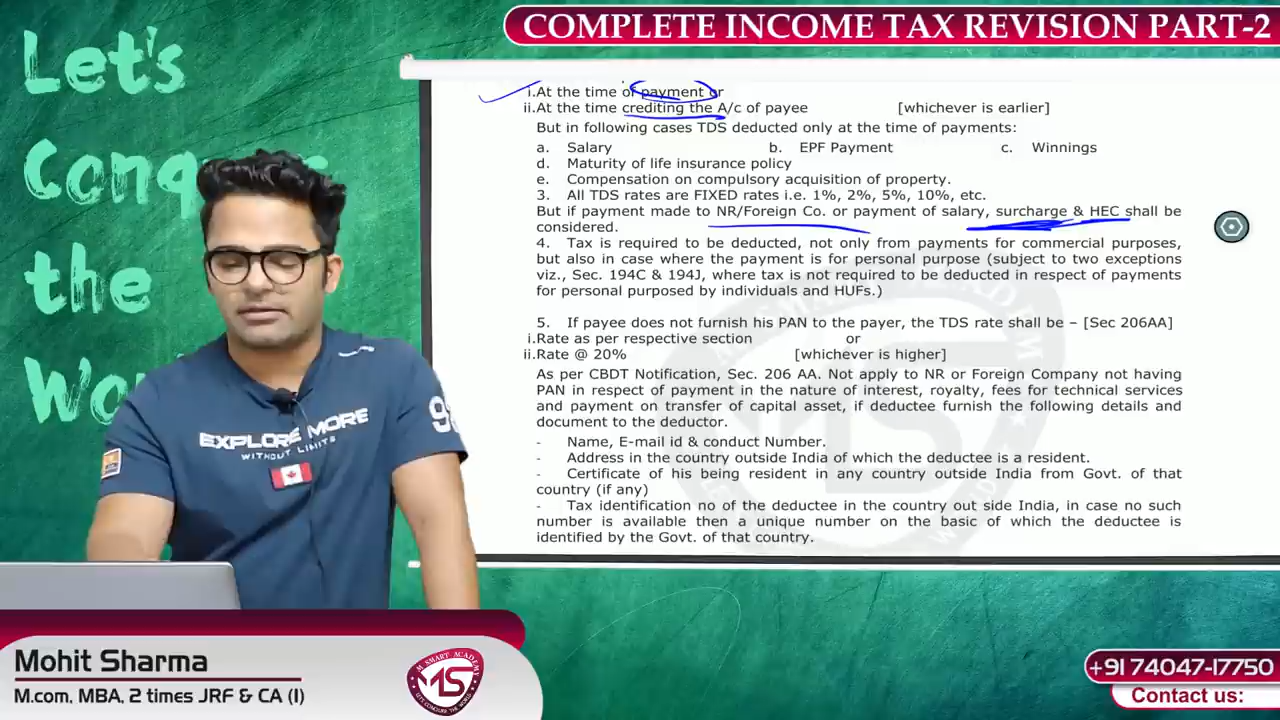 COMPLETE INCOME TAX REVISION PART-2
Let's
Conq
the
Wo
i.At the time of payment or
ii.At the time crediting the A/c of payee [whichever is earlier]
But in following cases TDS deducted only at the time of payments:
a. Salary b. EPF Payment c. Winnings
d. Maturity of life insurance policy
e. Compensation on compulsory acquisition of property.
3. All TDS rates are FIXED rates i.e. 1%, 2%, 5%, 10%, etc.
But if payment made to NR/Foreign Co. or payment of salary, surcharge & HEC shall be
considered.
4. Tax is required to be deducted, not only from payments for commercial purposes,
but also in case where the payment is for personal purpose (subject to two exceptions
viz., Sec. 194C & 194J, where tax is not required to be deducted in respect of payments
for personal purposed by individuals and HUFs.)
5. If payee does not furnish his PAN to the payer, the TDS rate shall be – [Sec 206AA]
i.Rate as per respective section or
ii.Rate @ 20% [whichever is higher]
As per CBDT Notification, Sec. 206 AA. Not apply to NR or Foreign Company not having
PAN in respect of payment in the nature of interest, royalty, fees for technical services
and payment on transfer of capital asset, if deductee furnish the following details and
document to the deductor.
- Name, E-mail id & conduct Number.
- Address in the country outside India of which the deductee is a resident.
- Certificate of his being resident in any country outside India from Govt. of that
country (if any)
- Tax identification no of the deductee in the country out side India, in case no such
number is available then a unique number on the basic of which the deductee is
identified by the Govt. of that country.
EXPLORE MORE
WITHOUT LIMITS
Mohit Sharma
M.com, MBA, 2 times JRF & CA (I)
M SMART ACADEMY
MS
+91 74047-17750
Contact us: